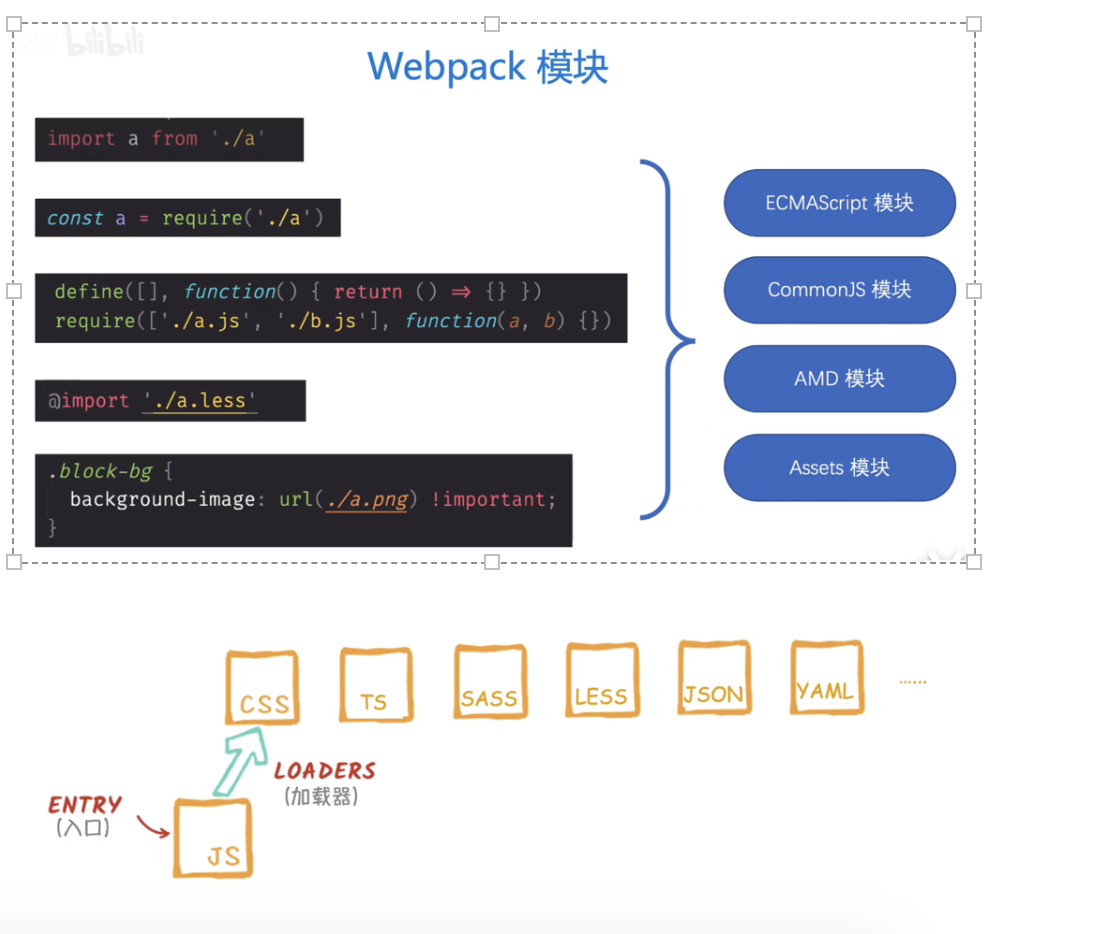 bilibili
Webpack 模块
import a from './a'
const a = require('./a')
define([], function() { return () => {} })
require(['./a.js', './b.js'], function(a, b) {})
@import './a.less'
.block-bg {
background-image: url(./a.png) !important;
}
ECMAScript 模块
CommonJS 模块
AMD 模块
Assets 模块
CSS
TS
SASS
LESS
JSON
YAML
......
LOADERS
(加载器)
ENTRY
(入口)
JS